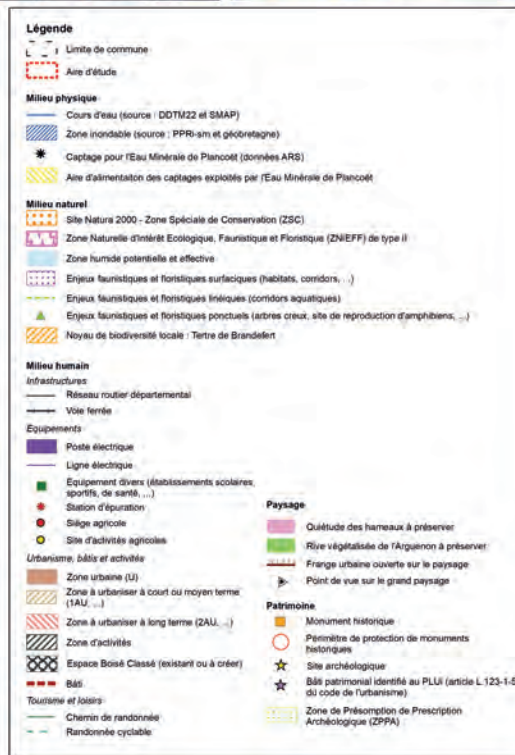 Légende
Limite de commune
Aire d'étude
Milieu physique
Cours d'eau (source : DDTM22 et SMAP)
Zone inondable (source : PPRi-sm et géobretagne)
Captage pour l'Eau Minérale de Plancoët (données ARS)
Aire d'alimentaiton des captages exploités par l'Eau Minérale de Plancoët
Milieu naturel
Site Natura 2000 - Zone Spéciale de Conservation (ZSC)
Zone Naturelle d'Intérêt Ecologique, Faunistique et Floristique (ZNIEFF) de type II
Zone humide potentielle et effective
Enjeux faunistiques et floristiques surfaciques (habitats, corridors, ...)
Enjeux faunistiques et floristiques linéiques (corridors aquatiques)
Enjeux faunistiques et floristiques ponctuels (arbres creux, site de reproduction d'amphibiens, ...)
Noyau de biodiversité locale : Tertre de Brandefert
Milieu humain
Infrastructures
Réseau routier départemental
Voie ferrée
Equipements
Poste électrique
Ligne électrique
Equipement divers (établissements scolaires,
sportifs, de santé, ...)
Station d'épuration
Siège agricole
Site d'activités agricoles
Urbanisme, bâtis et activités
Zone urbaine (U)
Zone à urbaniser à court ou moyen terme
(1AU, ...)
Zone à urbaniser à long terme (2AU, ...)
Zone d'activités
Espace Boisé Classé (existant ou à créer)
Bâti
Tourisme et loisirs
Chemin de randonnée
Randonnée cyclable
Paysage
Quiétude des hameaux à préserver
Rive végétalisée de l'Arguenon à préserver
Frange urbaine ouverte sur le paysage
Point de vue sur le grand paysage
Patrimoine
Monument historique
Périmètre de protection de monuments
historiques
Site archéologique
Bâti patrimonial identifié au PLUi (article L 123-1-5
du code de l'urbanisme)
Zone de Présomption de Prescription
Archéologique (ZPPA)